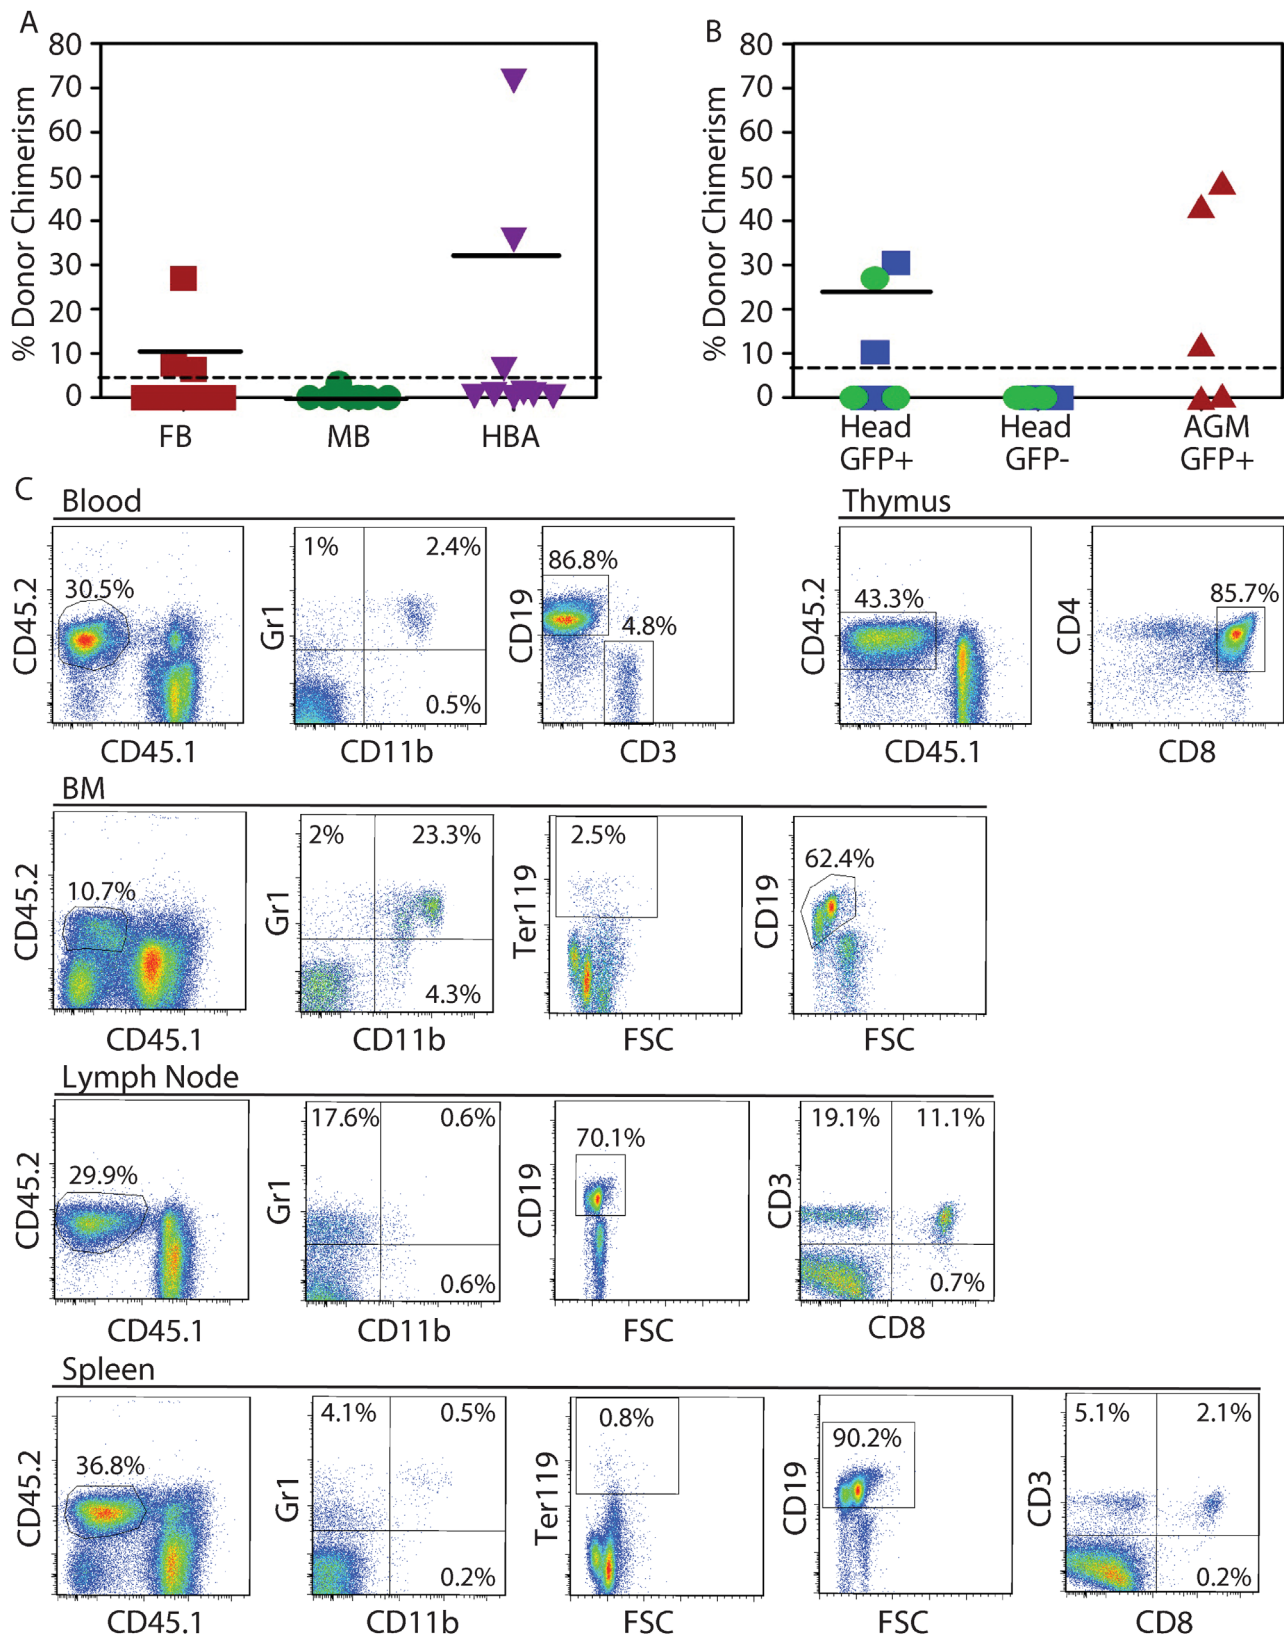 A
% Donor Chimerism
80
70
60
50
40
30
20
10
0
FB MB HBA
B
% Donor Chimerism
80
70
60
50
40
30
20
10
0
Head GFP+
Head GFP-
AGM GFP+
C
Blood
CD45.2
30.5%
CD45.1
Gr1
1% 2.4%
0.5%
CD11b
CD19
86.8%
4.8%
CD3
Thymus
CD45.2
43.3%
CD45.1
CD4
85.7%
CD8
BM
CD45.2
10.7%
CD45.1
Gr1
2% 23.3%
4.3%
CD11b
Ter119
2.5%
FSC
CD19
62.4%
FSC
Lymph Node
CD45.2
29.9%
CD45.1
Gr1
17.6% 0.6%
0.6%
CD11b
CD19
70.1%
FSC
CD3
19.1% 11.1%
0.7%
CD8
Spleen
CD45.2
36.8%
CD45.1
Gr1
4.1% 0.5%
0.2%
CD11b
Ter119
0.8%
FSC
CD19
90.2%
FSC
CD3
5.1% 2.1%
0.2%
CD8